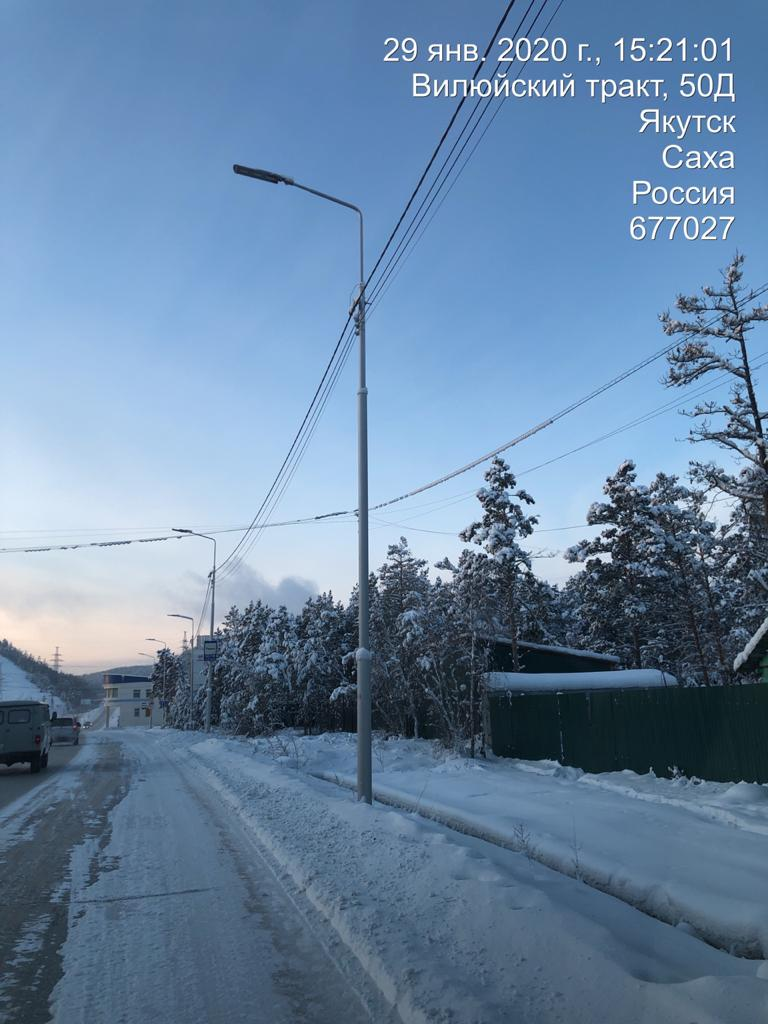 29 янв. 2020 г., 15:21:01
Вилюйский тракт, 50Д
Якутск
Саха
Россия
677027